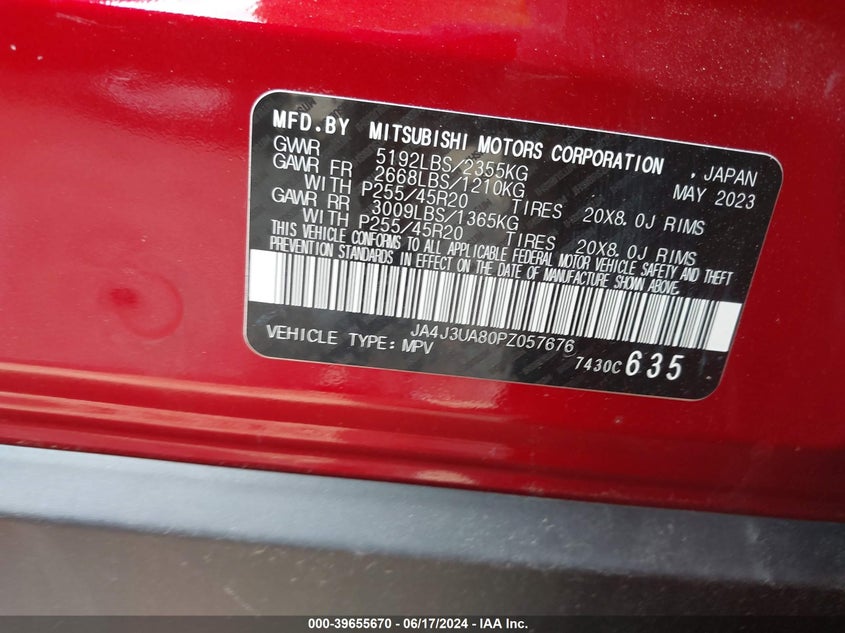 MFD.BY MITSUBISHI MOTORS CORPORATION , JAPAN
GVWR 5192LBS/2355KG MAY 2023
GAWR FR 2668LBS/1210KG
WITH P255/45R20 TIRES 20X8.0J RIMS
GAWR RR 3009LBS/1365KG
WITH P255/45R20 TIRES 20X8.0J RIMS
THIS VEHICLE CONFORMS TO ALL APPLICABLE FEDERAL MOTOR VEHICLE SAFETY AND THEFT
PREVENTION STANDARDS IN EFFECT ON THE DATE OF MANUFACTURE SHOWN ABOVE.
JA4J3UA80PZ057676
VEHICLE TYPE:MPV
7430C 635
000-39655670 - 06/17/2024 - IAA Inc.